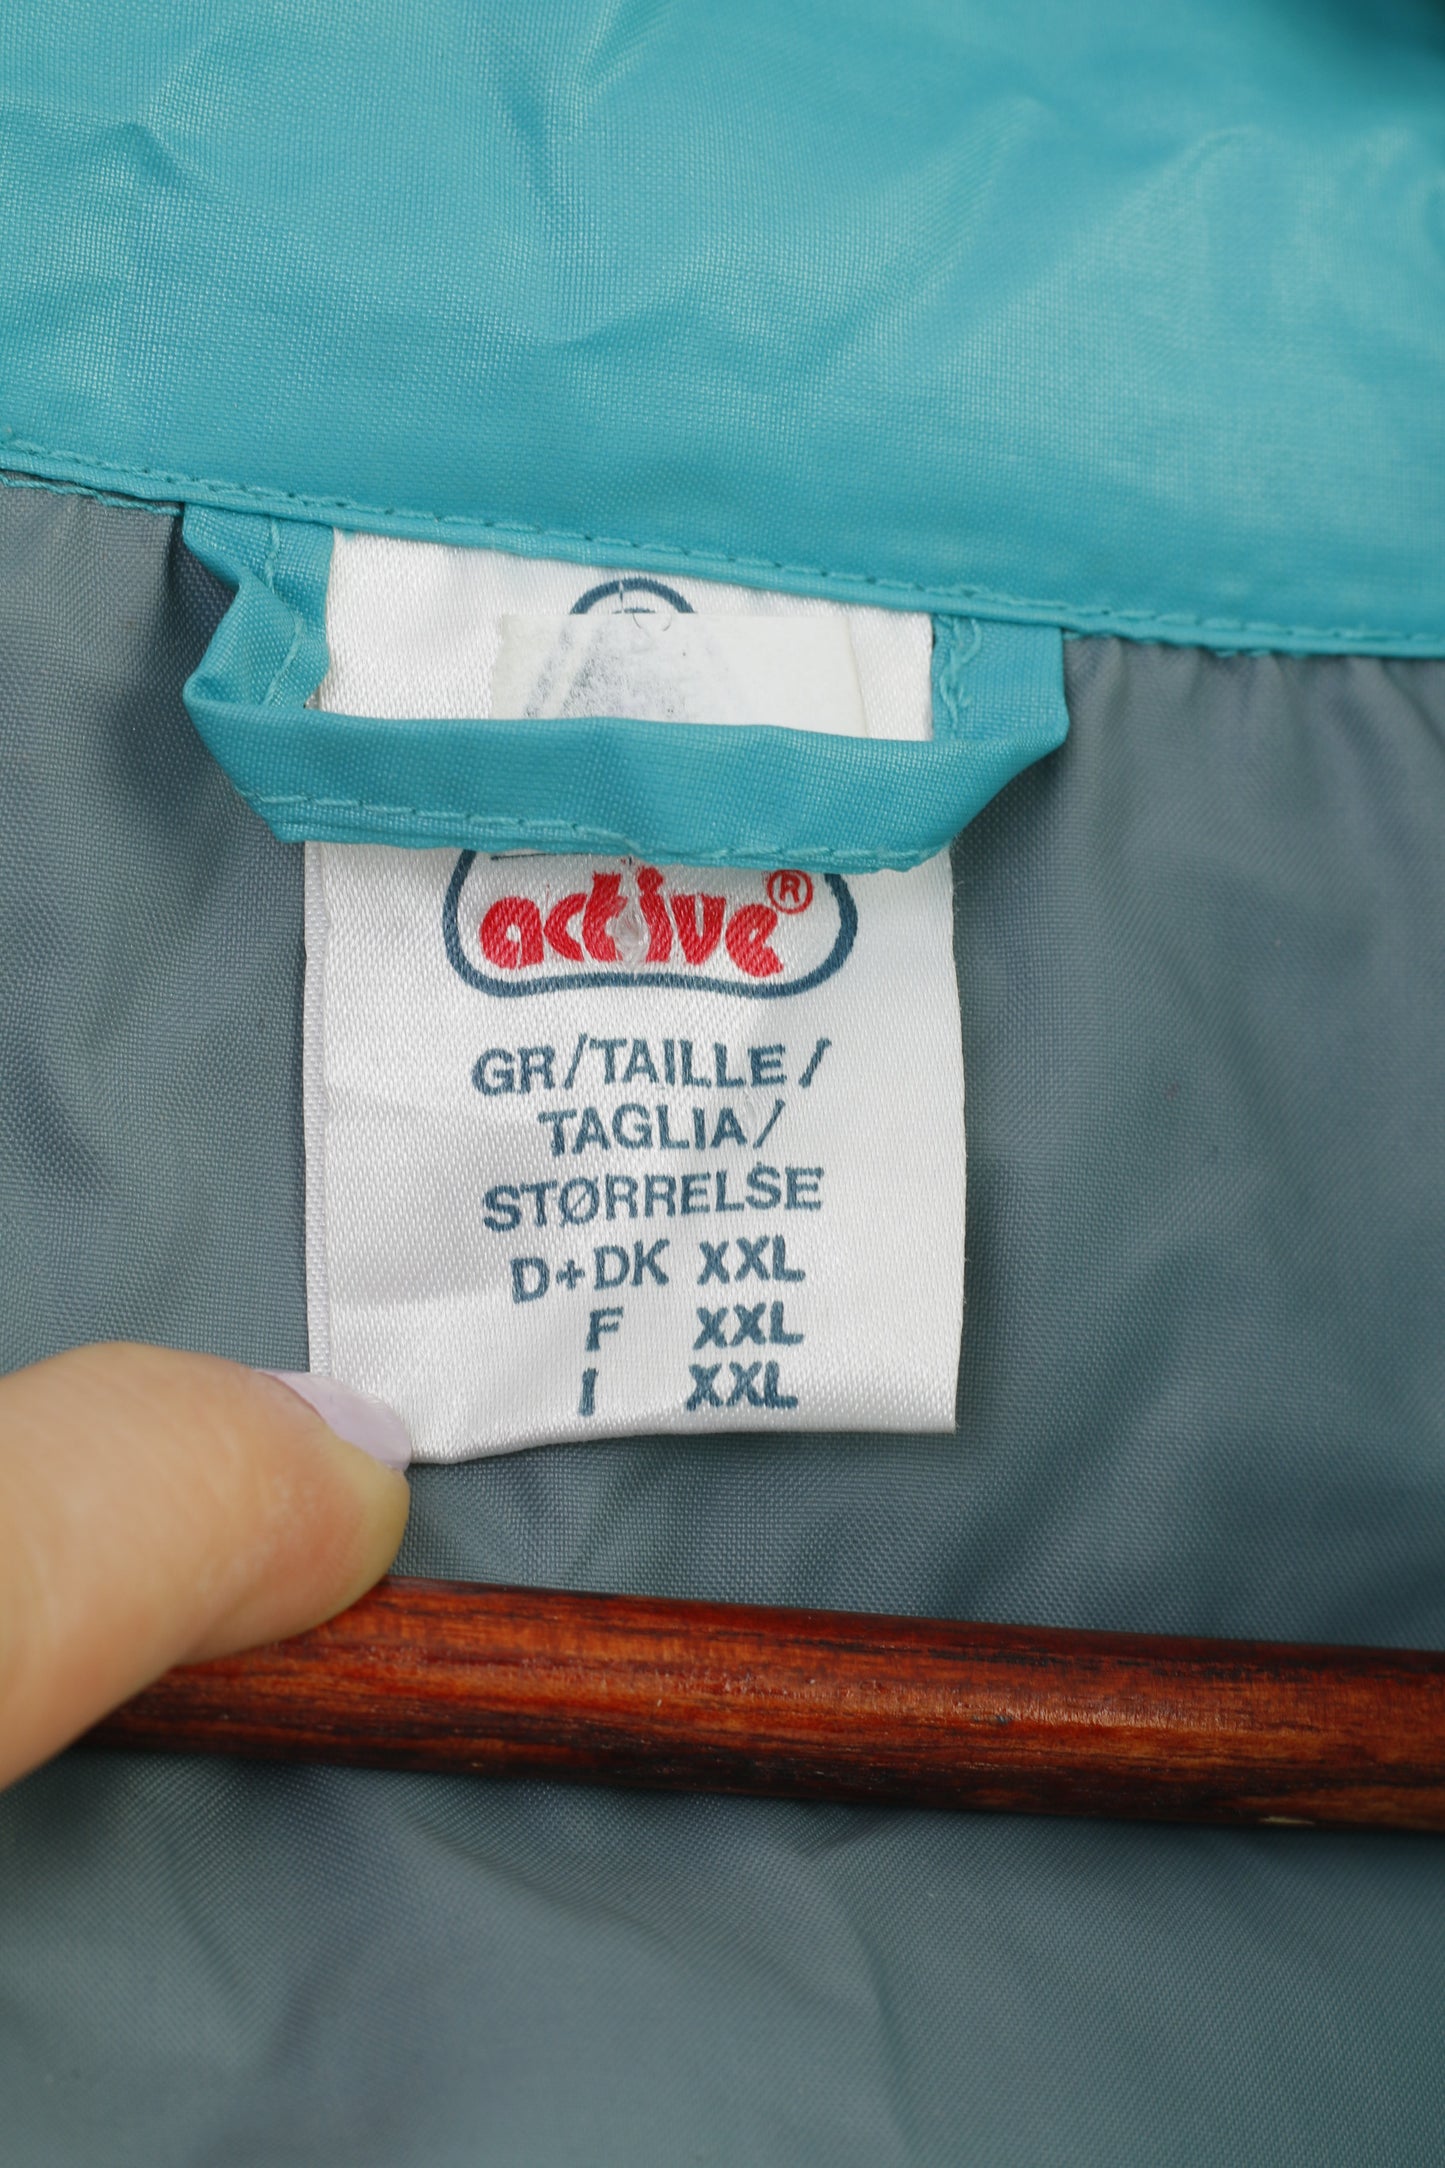 active®
GR/TAILLE/
TAGLIA/
STØRRELSE
D+DK XXL
F XXL
I XXL